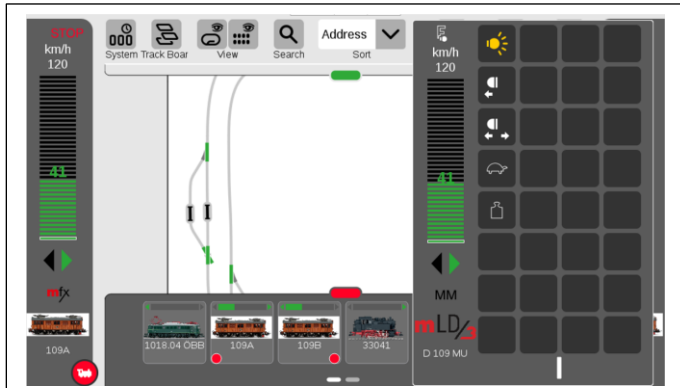 STOP
km/h
120
41
mfx
109A
System Track Boar
View
Search
Address
Sort
1018.04 ÖBB
109A
109B
33041
km/h
120
41
MM
mLD/3
D 109 MU